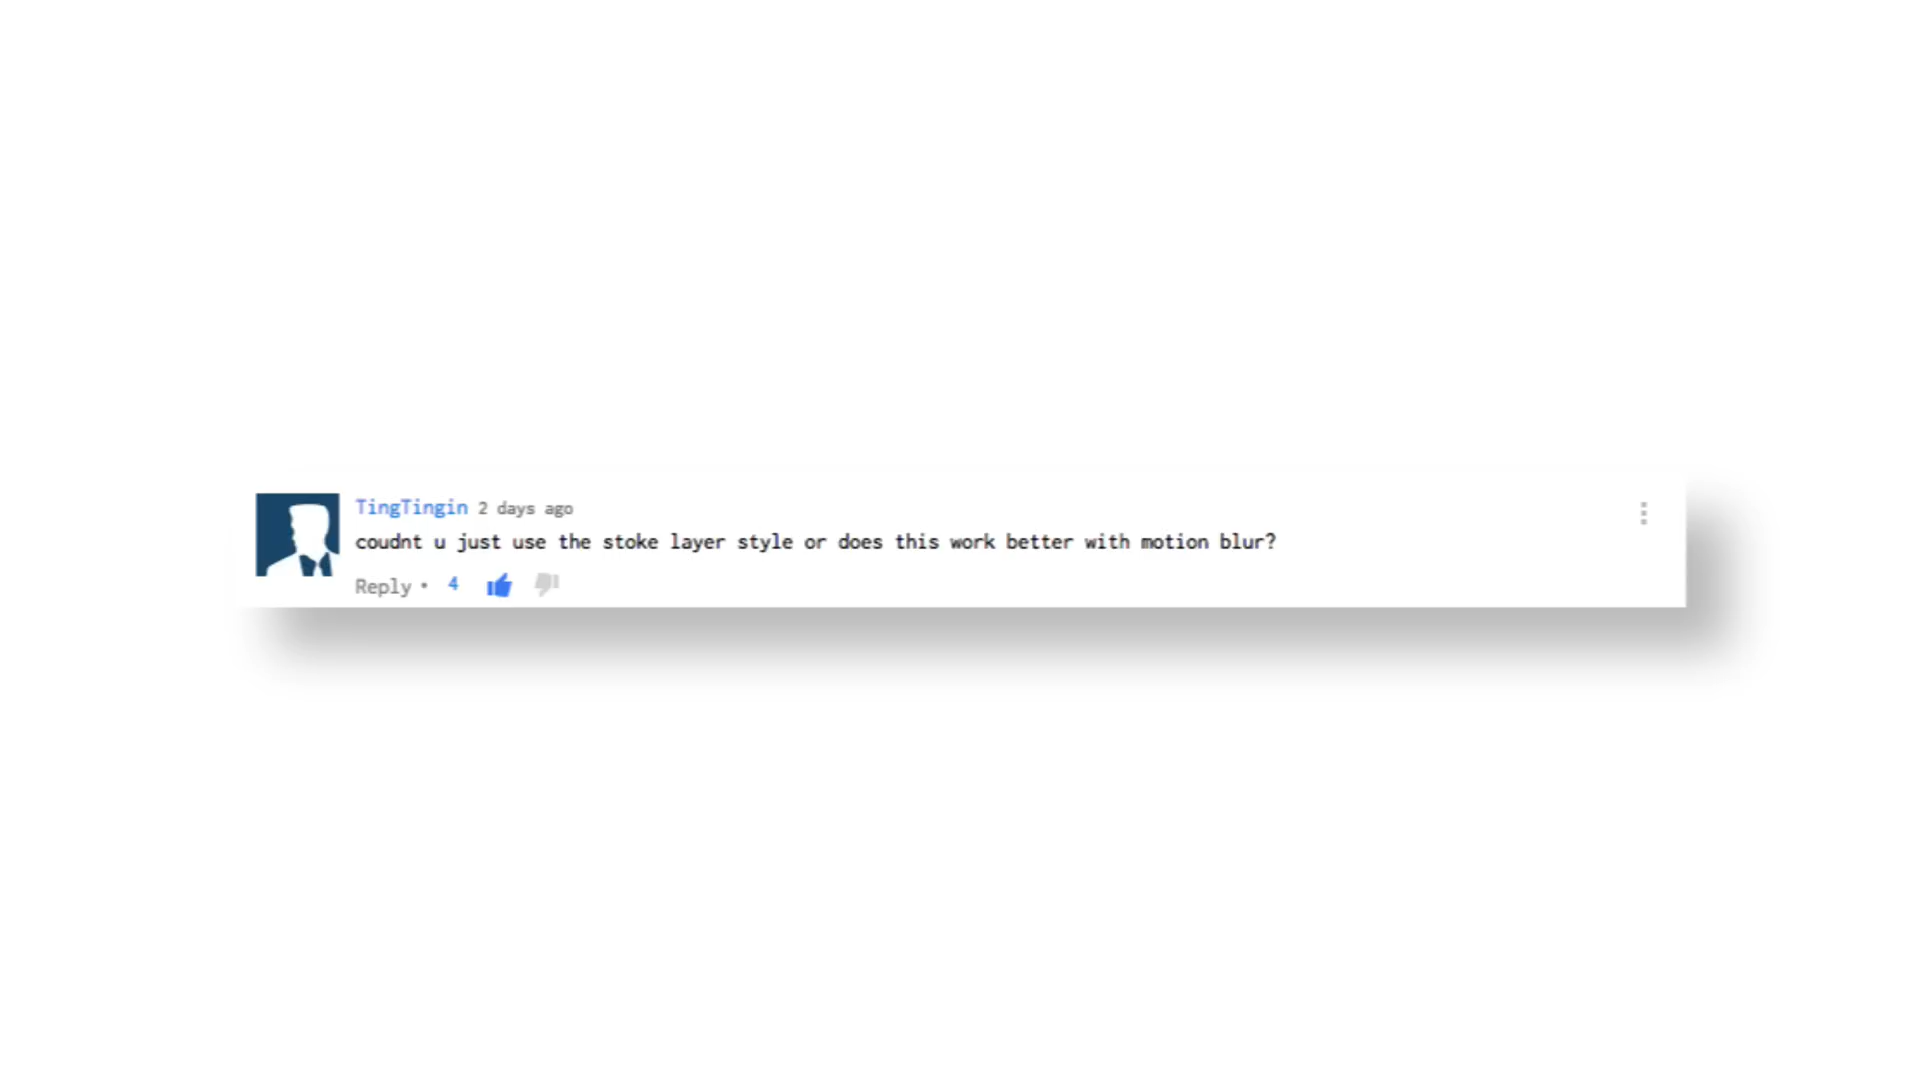 TingTingin 2 days ago
coudnt u just use the stoke layer style or does this work better with motion blur?
Reply • 4